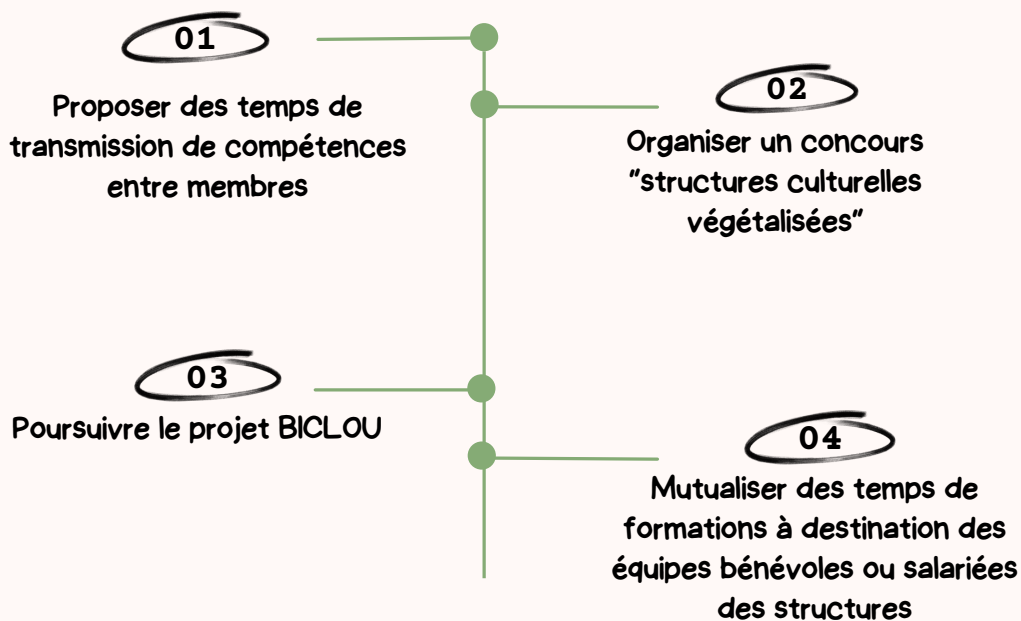 01
Proposer des temps de
transmission de compétences
entre membres
02
Organiser un concours
"structures culturelles
végétalisées"
03
Poursuivre le projet BICLOU
04
Mutualiser des temps de
formations à destination des
équipes bénévoles ou salariées
des structures